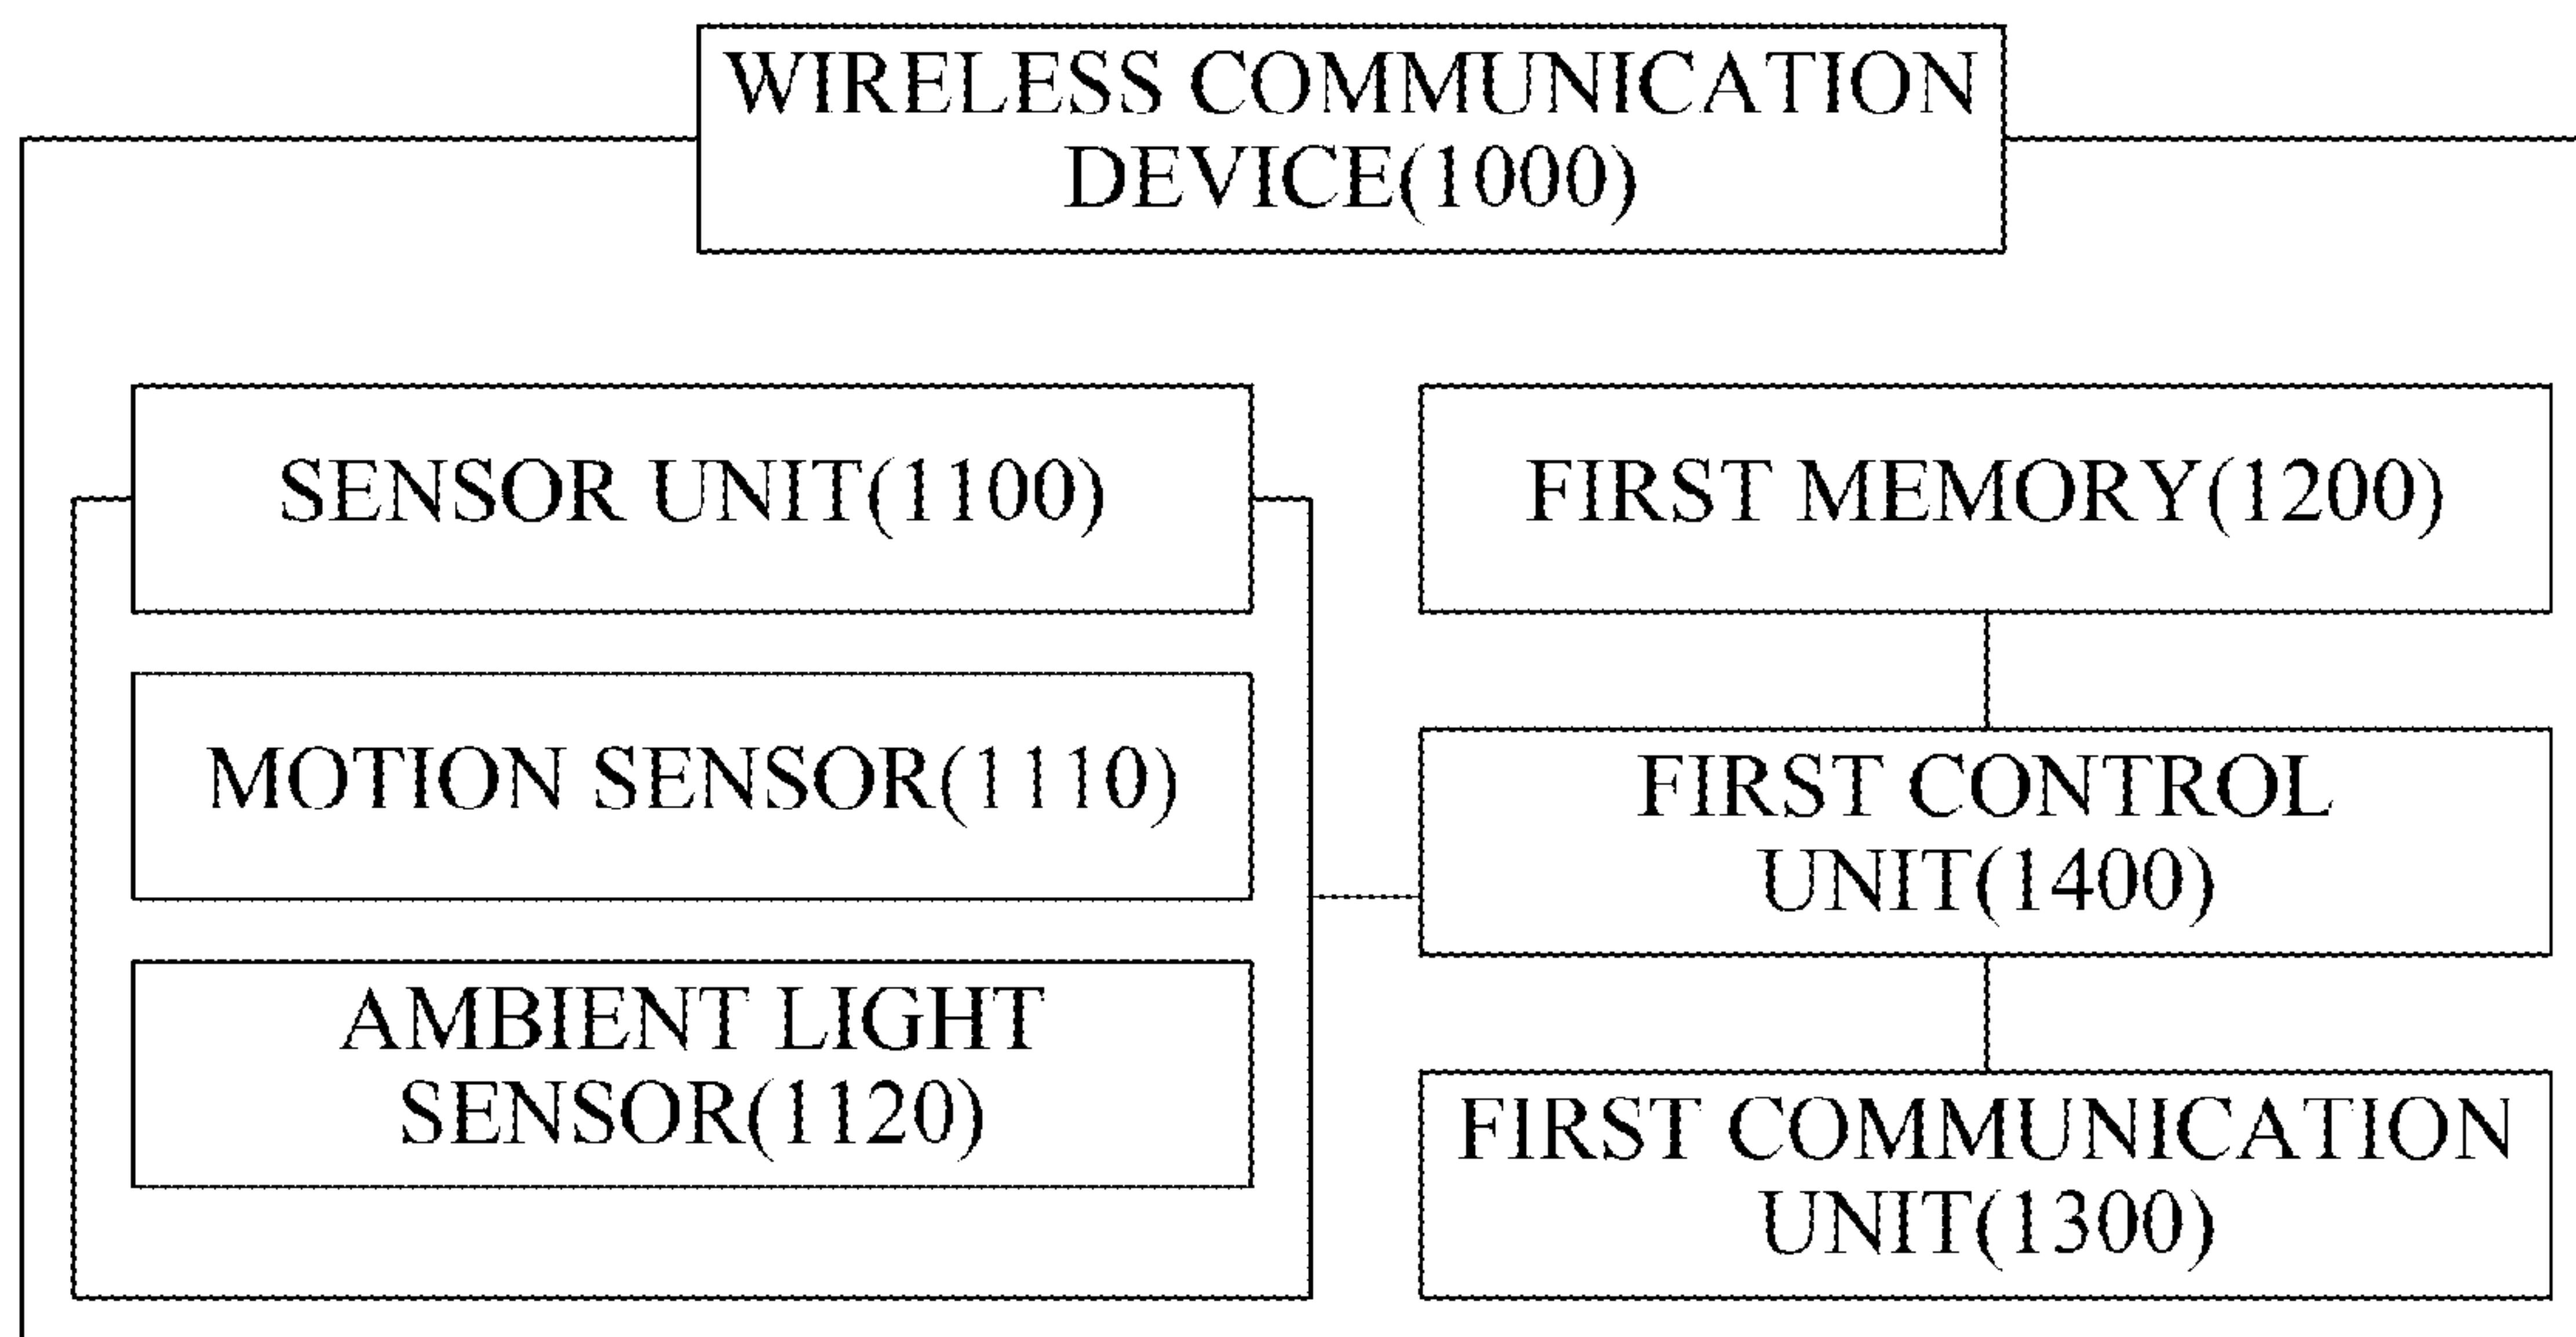 WIRELESS COMMUNICATION
DEVICE(1000)
SENSOR UNIT(1100)
MOTION SENSOR(1110)
AMBIENT LIGHT
SENSOR(1120)
FIRST MEMORY(1200)
FIRST CONTROL
UNIT(1400)
FIRST COMMUNICATION
UNIT(1300)